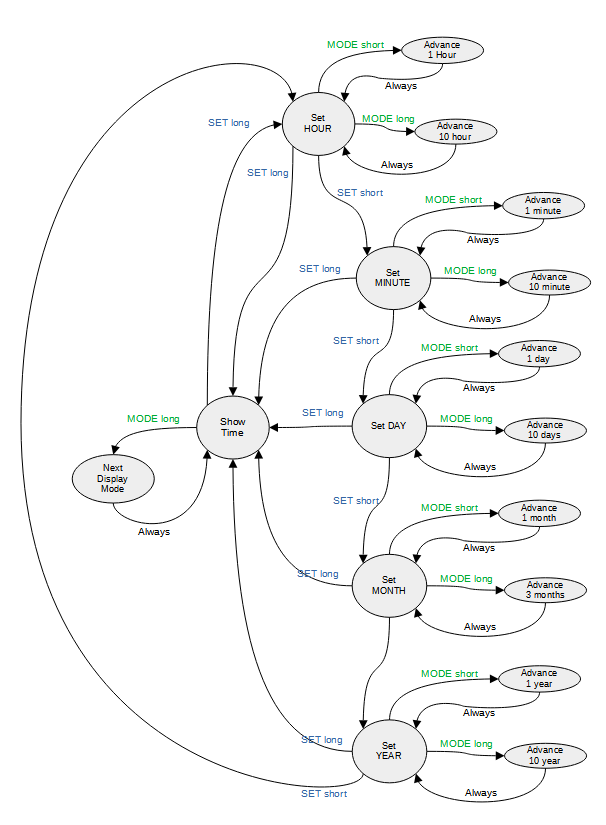 MODE short
Advance
1 Hour
Always
SET long
Set
HOUR
MODE long
Advance
10 hour
Always
SET long
SET short
MODE short
Advance
1 minute
Always
SET long
Set
MINUTE
MODE long
Advance
10 minute
Always
SET short
MODE short
Advance
1 day
Always
MODE long
Show
Time
SET long
Set DAY
MODE long
Advance
10 days
Always
Next
Display
Mode
Always
SET short
MODE short
Advance
1 month
Always
SET long
Set
MONTH
MODE long
Advance
3 months
Always
MODE short
Advance
1 year
Always
SET long
Set
YEAR
MODE long
Advance
10 year
Always
SET short